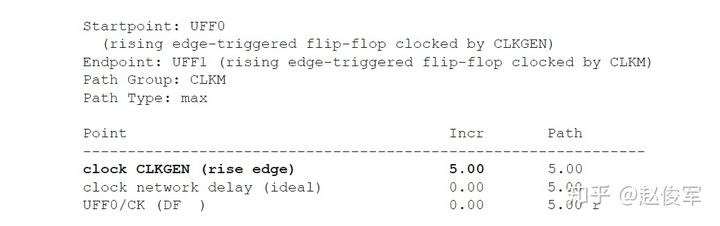 Startpoint: UFF0
(rising edge-triggered flip-flop clocked by CLKGEN)
Endpoint: UFF1 (rising edge-triggered flip-flop clocked by CLKM)
Path Group: CLKM
Path Type: max
Point Incr Path
---------------------------------------------------------------
clock CLKGEN (rise edge) 5.00 5.00
clock network delay (ideal) 0.00 5.00
UFF0/CK (DF ) 0.00 5.00 r
知乎 @赵俊军